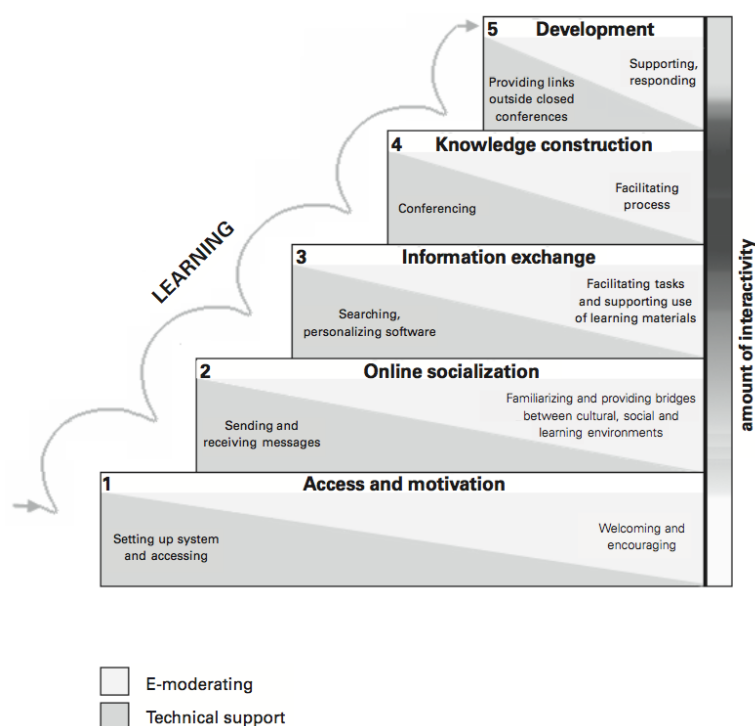 5 Development
Supporting,
responding
Providing links
outside closed
conferences
4 Knowledge construction
Facilitating
process
Conferencing
LEARNING
3 Information exchange
Facilitating tasks
and supporting use
of learning materials
Searching,
personalizing software
amount of interactivity
2 Online socialization
Familiarizing and providing bridges
between cultural, social and
learning environments
Sending and
receiving messages
1 Access and motivation
Setting up system
and accessing
Welcoming and
encouraging
E-moderating
Technical support